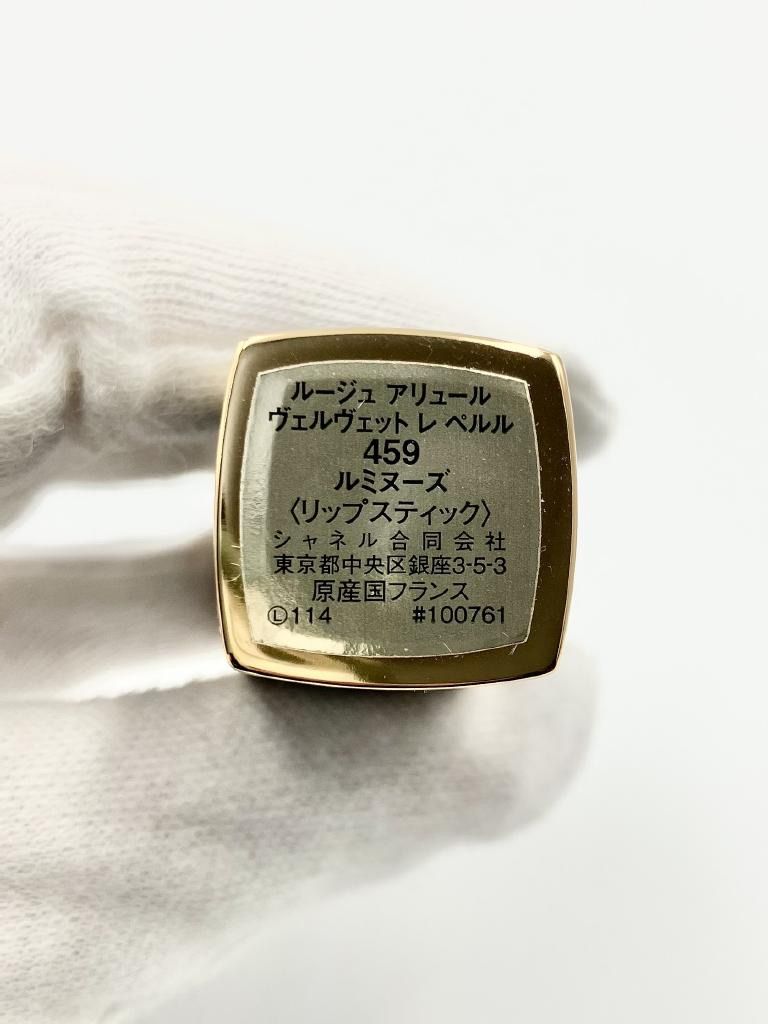 ルージュ アリュール
ヴェルヴェット レ ペルル
459
ルミヌーズ
〈リップスティック〉
シャネル合同会社
東京都中央区銀座3-5-3
原産国フランス
Ⓛ114 #100761